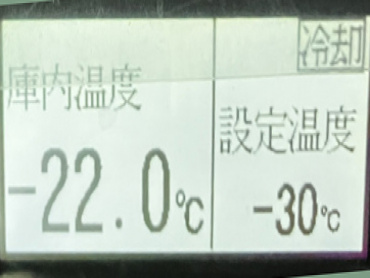 冷却
庫内温度
-22.0℃
設定温度
-30℃